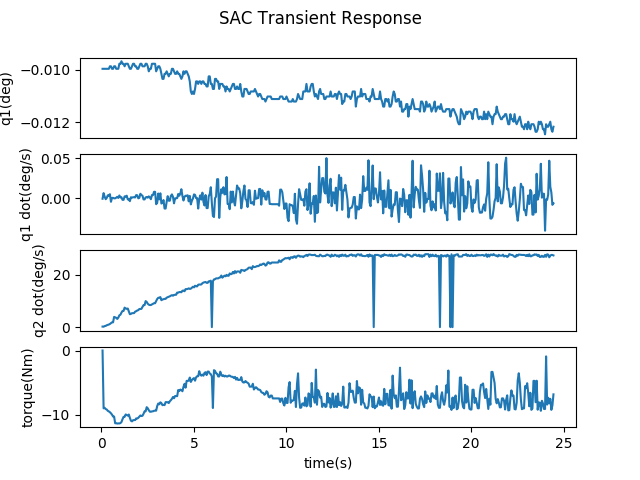 SAC Transient Response
−0.010
−0.012
q1(deg)
0.05
0.00
q1 dot(deg/s)
20
0
q2 dot(deg/s)
0
−10
torque(Nm)
0 5 10 15 20 25
time(s)